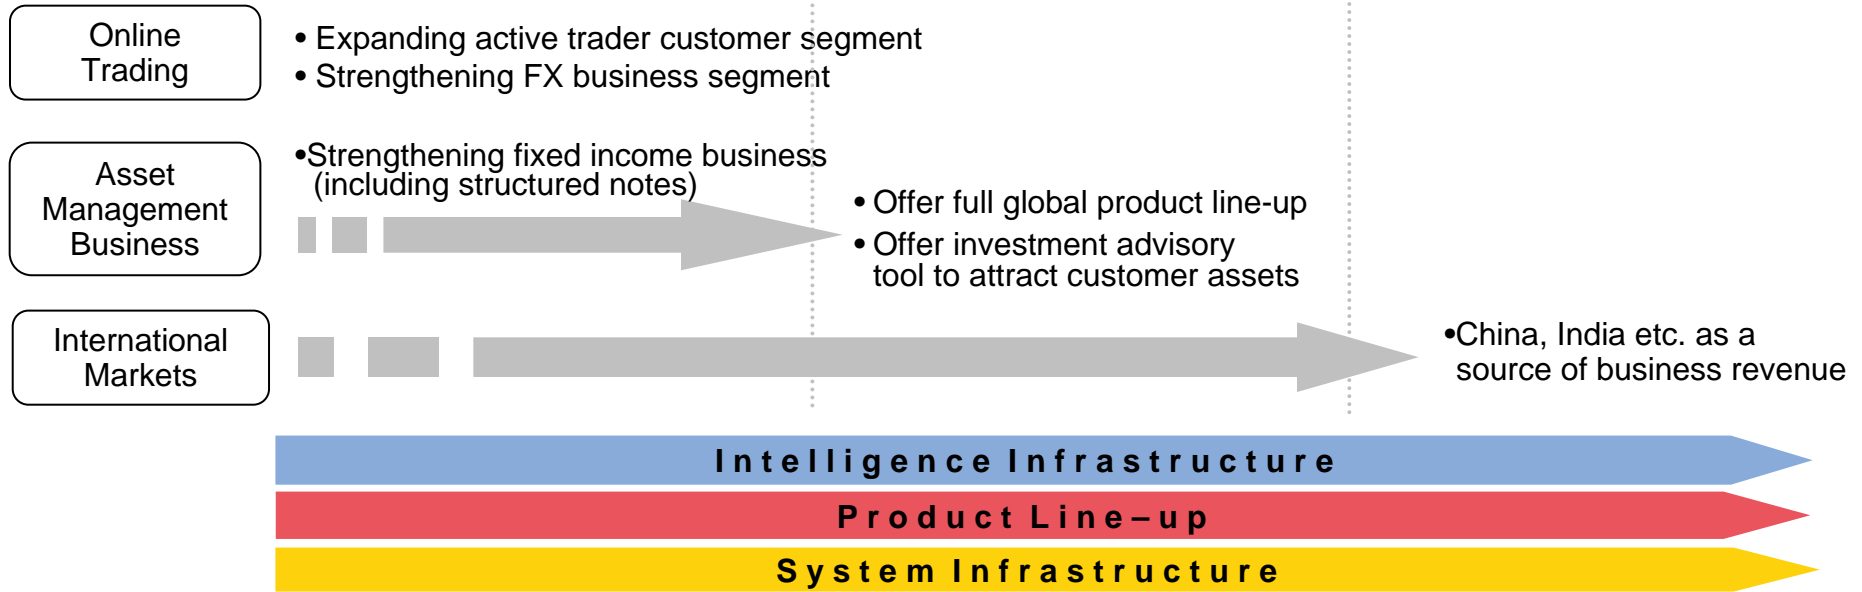 Online
Trading
• Expanding active trader customer segment
• Strengthening FX business segment
Asset
Management
Business
•Strengthening fixed income business
(including structured notes)
• Offer full global product line-up
• Offer investment advisory
tool to attract customer assets
International
Markets
•China, India etc. as a
source of business revenue
Intelligence Infrastructure
Product Line–up
System Infrastructure